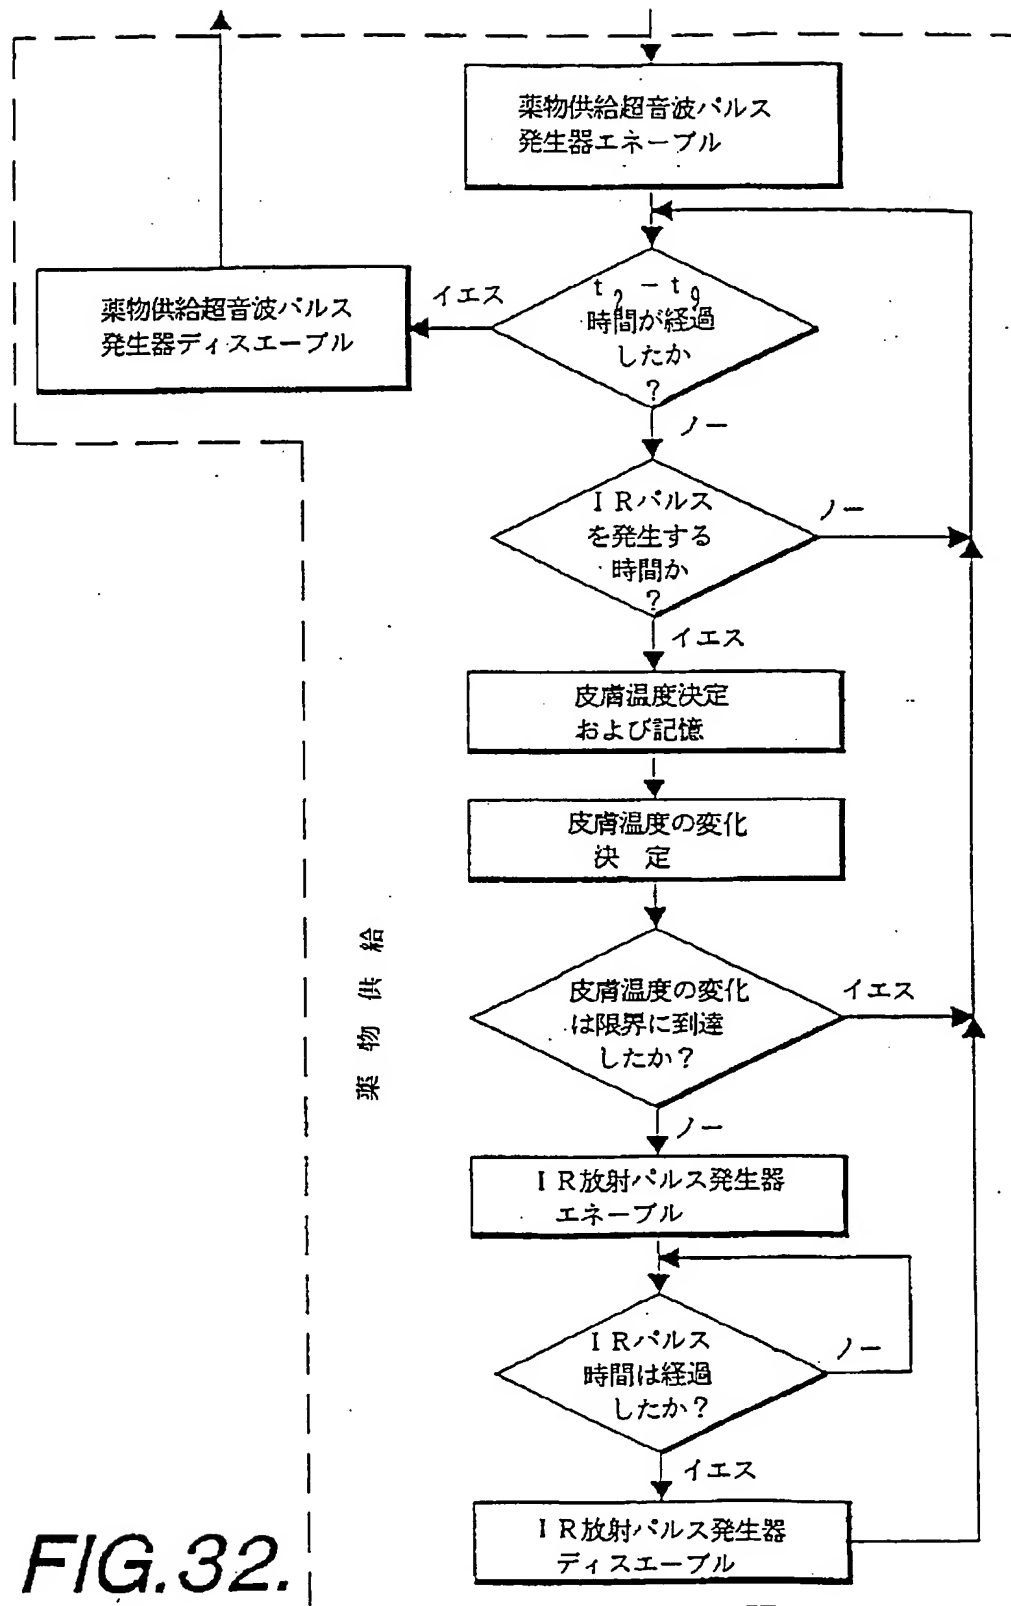 薬物供給超音波パルス
発生器エネーブル
t₂ － t₉
時間が経過
したか
？
イエス
薬物供給超音波パルス
発生器ディスエーブル
ノー
ＩＲパルス
を発生する
時間か
？
ノー
イエス
皮膚温度決定
および記憶
皮膚温度の変化
決　定
皮膚温度の変化
は限界に到達
したか？
イエス
ノー
薬物供給
ＩＲ放射パルス発生器
エネーブル
ＩＲパルス
時間は経過
したか？
ノー
イエス
ＩＲ放射パルス発生器
ディスエーブル
FIG.32.